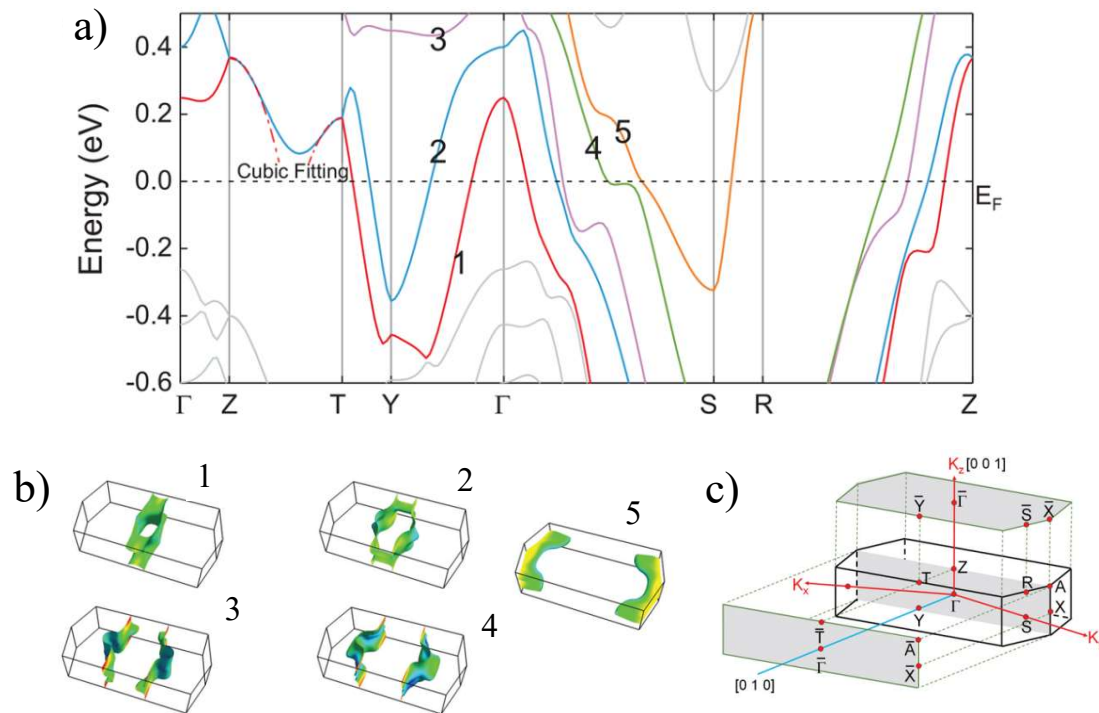 a)
Energy (eV)
0.4
0.2
0.0
-0.2
-0.4
-0.6
3
2
5
4
1
Cubic Fitting
E_F
Γ Z T Y Γ S R Z
b)
1
2
5
3
4
c)
K_z [0 0 1]
Γ̅
Y̅
S̅
X̅
Z
T
R
A
K_x
Γ
X
Y
S
K
T̅
A̅
Γ̅
X̅
[0 1 0]